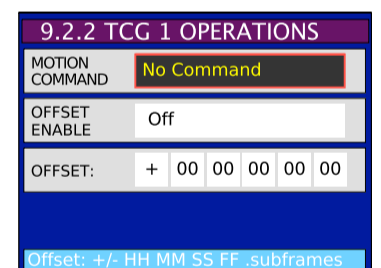 9.2.2 TCG 1 OPERATIONS
MOTION
COMMAND
No Command
OFFSET
ENABLE
Off
OFFSET: + 00 00 00 00 00
Offset: +/- HH MM SS FF .subframes